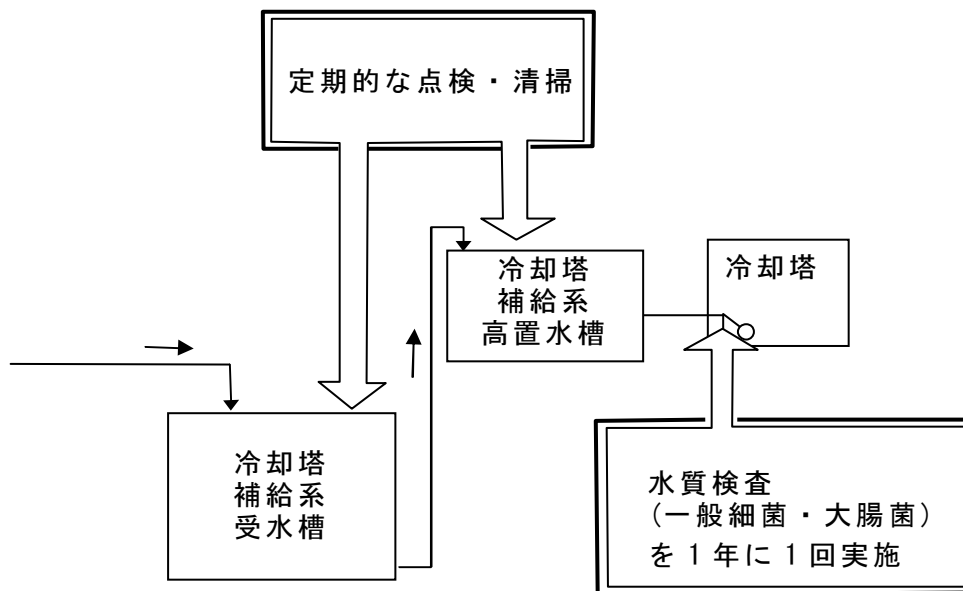 定期的な点検・清掃
冷却塔
補給系
高置水槽
冷却塔
冷却塔
補給系
受水槽
水質検査
(一般細菌・大腸菌)
を1年に1回実施